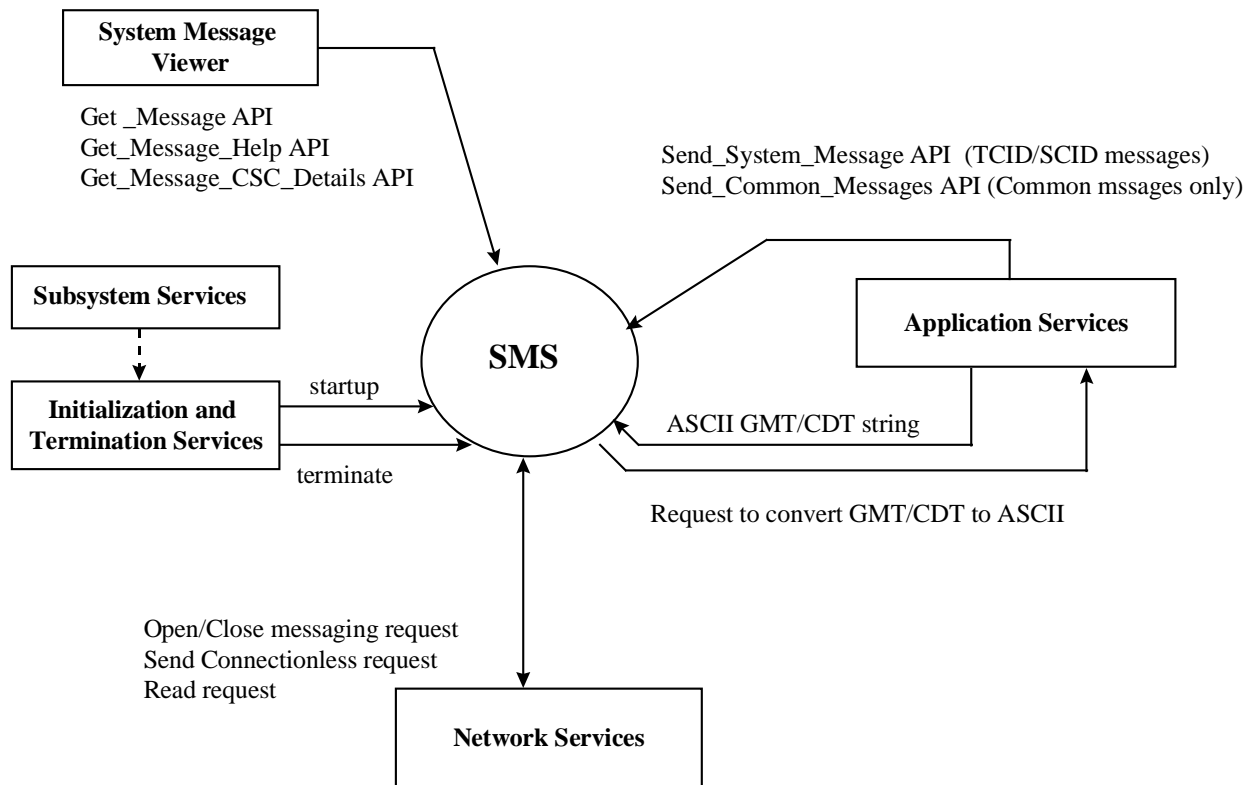 System Message
Viewer
Get _Message API
Get_Message_Help API
Get_Message_CSC_Details API
Send_System_Message API  (TCID/SCID messages)
Send_Common_Messages API (Common mssages only)
Subsystem Services
Application Services
SMS
Initialization and
Termination Services
startup
terminate
ASCII GMT/CDT string
Request to convert GMT/CDT to ASCII
Open/Close messaging request
Send Connectionless request
Read request
Network Services